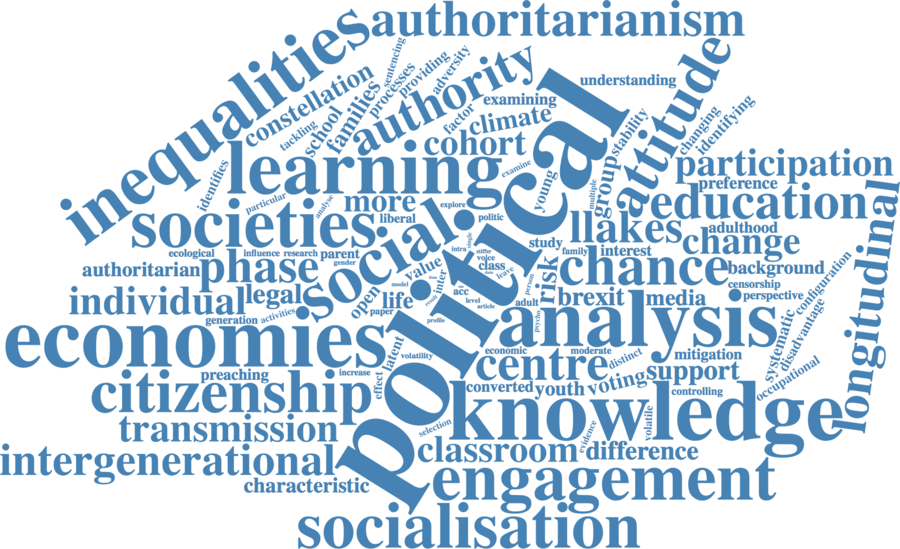 authoritarianism
inequalities
sentencing
constellation
processes
providing
adversity
authority
understanding
attitude
tackling
school
families
factor
examining
climate
cohort
stability
changing
identifying
identifies
learning
examine
young
multiple
group
participation
preference
particular
analyse
more
explore
political
education
societies
liberal
politic
social
llakes
adulthood
change
longitudinal
ecological
influence
research
parent
gender
intra
single
stiffer
voice
study
family
interest
authoritarian
phase
value
class
leave
chance
background
configuration
individual
legal
open
model
inter
acc
person
risk
censorship
perspective
life
paper
result
level
article
adult
brexit
media
generation
activities
profile
psycho
analysis
systematic
disadvantage
economies
latent
volatility
economic
moderate
distinct
mitigation
centre
support
preaching
increase
effect
converted
youth
voting
controlling
occupational
citizenship
knowledge
transmission
selection
evidence
volatile
intergenerational
classroom
difference
characteristic
engagement
socialisation